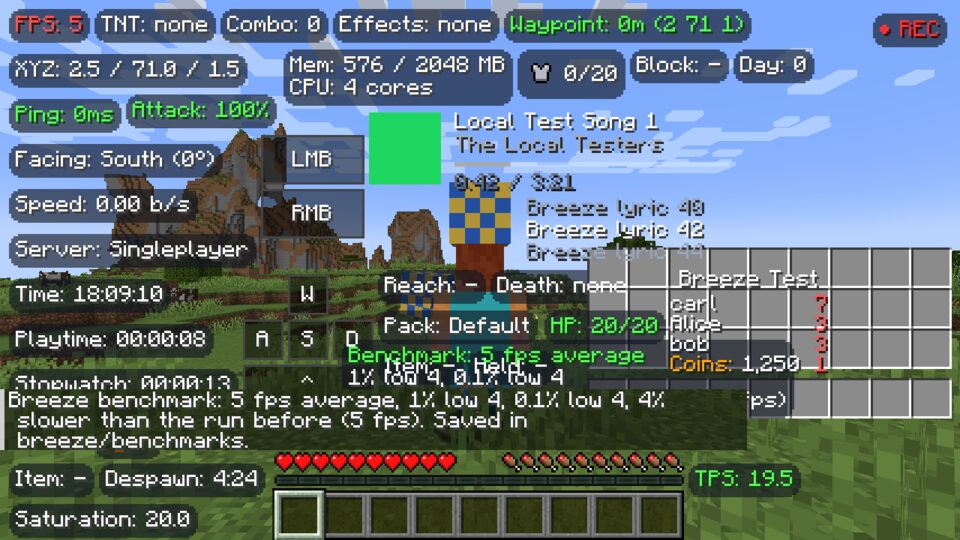 FPS: 5
TNT: none
Combo: 0
Effects: none
Waypoint: 0m (2 71 1)
REC
XYZ: 2.5 / 71.0 / 1.5
Mem: 576 / 2048 MB
CPU: 4 cores
0/20
Block: -
Day: 0
Ping: 0ms
Attack: 100%
Local Test Song 1
The Local Testers
0:42 / 3:21
Facing: South (0°)
LMB
Speed: 0.00 b/s
RMB
Breeze lyric 40
Breeze lyric 42
Breeze lyric 44
Server: Singleplayer
Breeze Test
Time: 18:09:10
W
Reach: -
Death: none
carl 7
Alice 3
bob 3
Coins: 1,250 1
Playtime: 00:00:08
A
S
D
Pack: Default
HP: 20/20
Benchmark: 5 fps average
1% low 4, 0.1% low 4
Item: -
Held: -
Stopwatch: 00:00:13
Breeze benchmark: 5 fps average, 1% low 4, 0.1% low 4, 4%
slower than the run before (5 fps). Saved in
breeze/benchmarks.
fps)
Item: -
Despawn: 4:24
TPS: 19.5
Saturation: 20.0